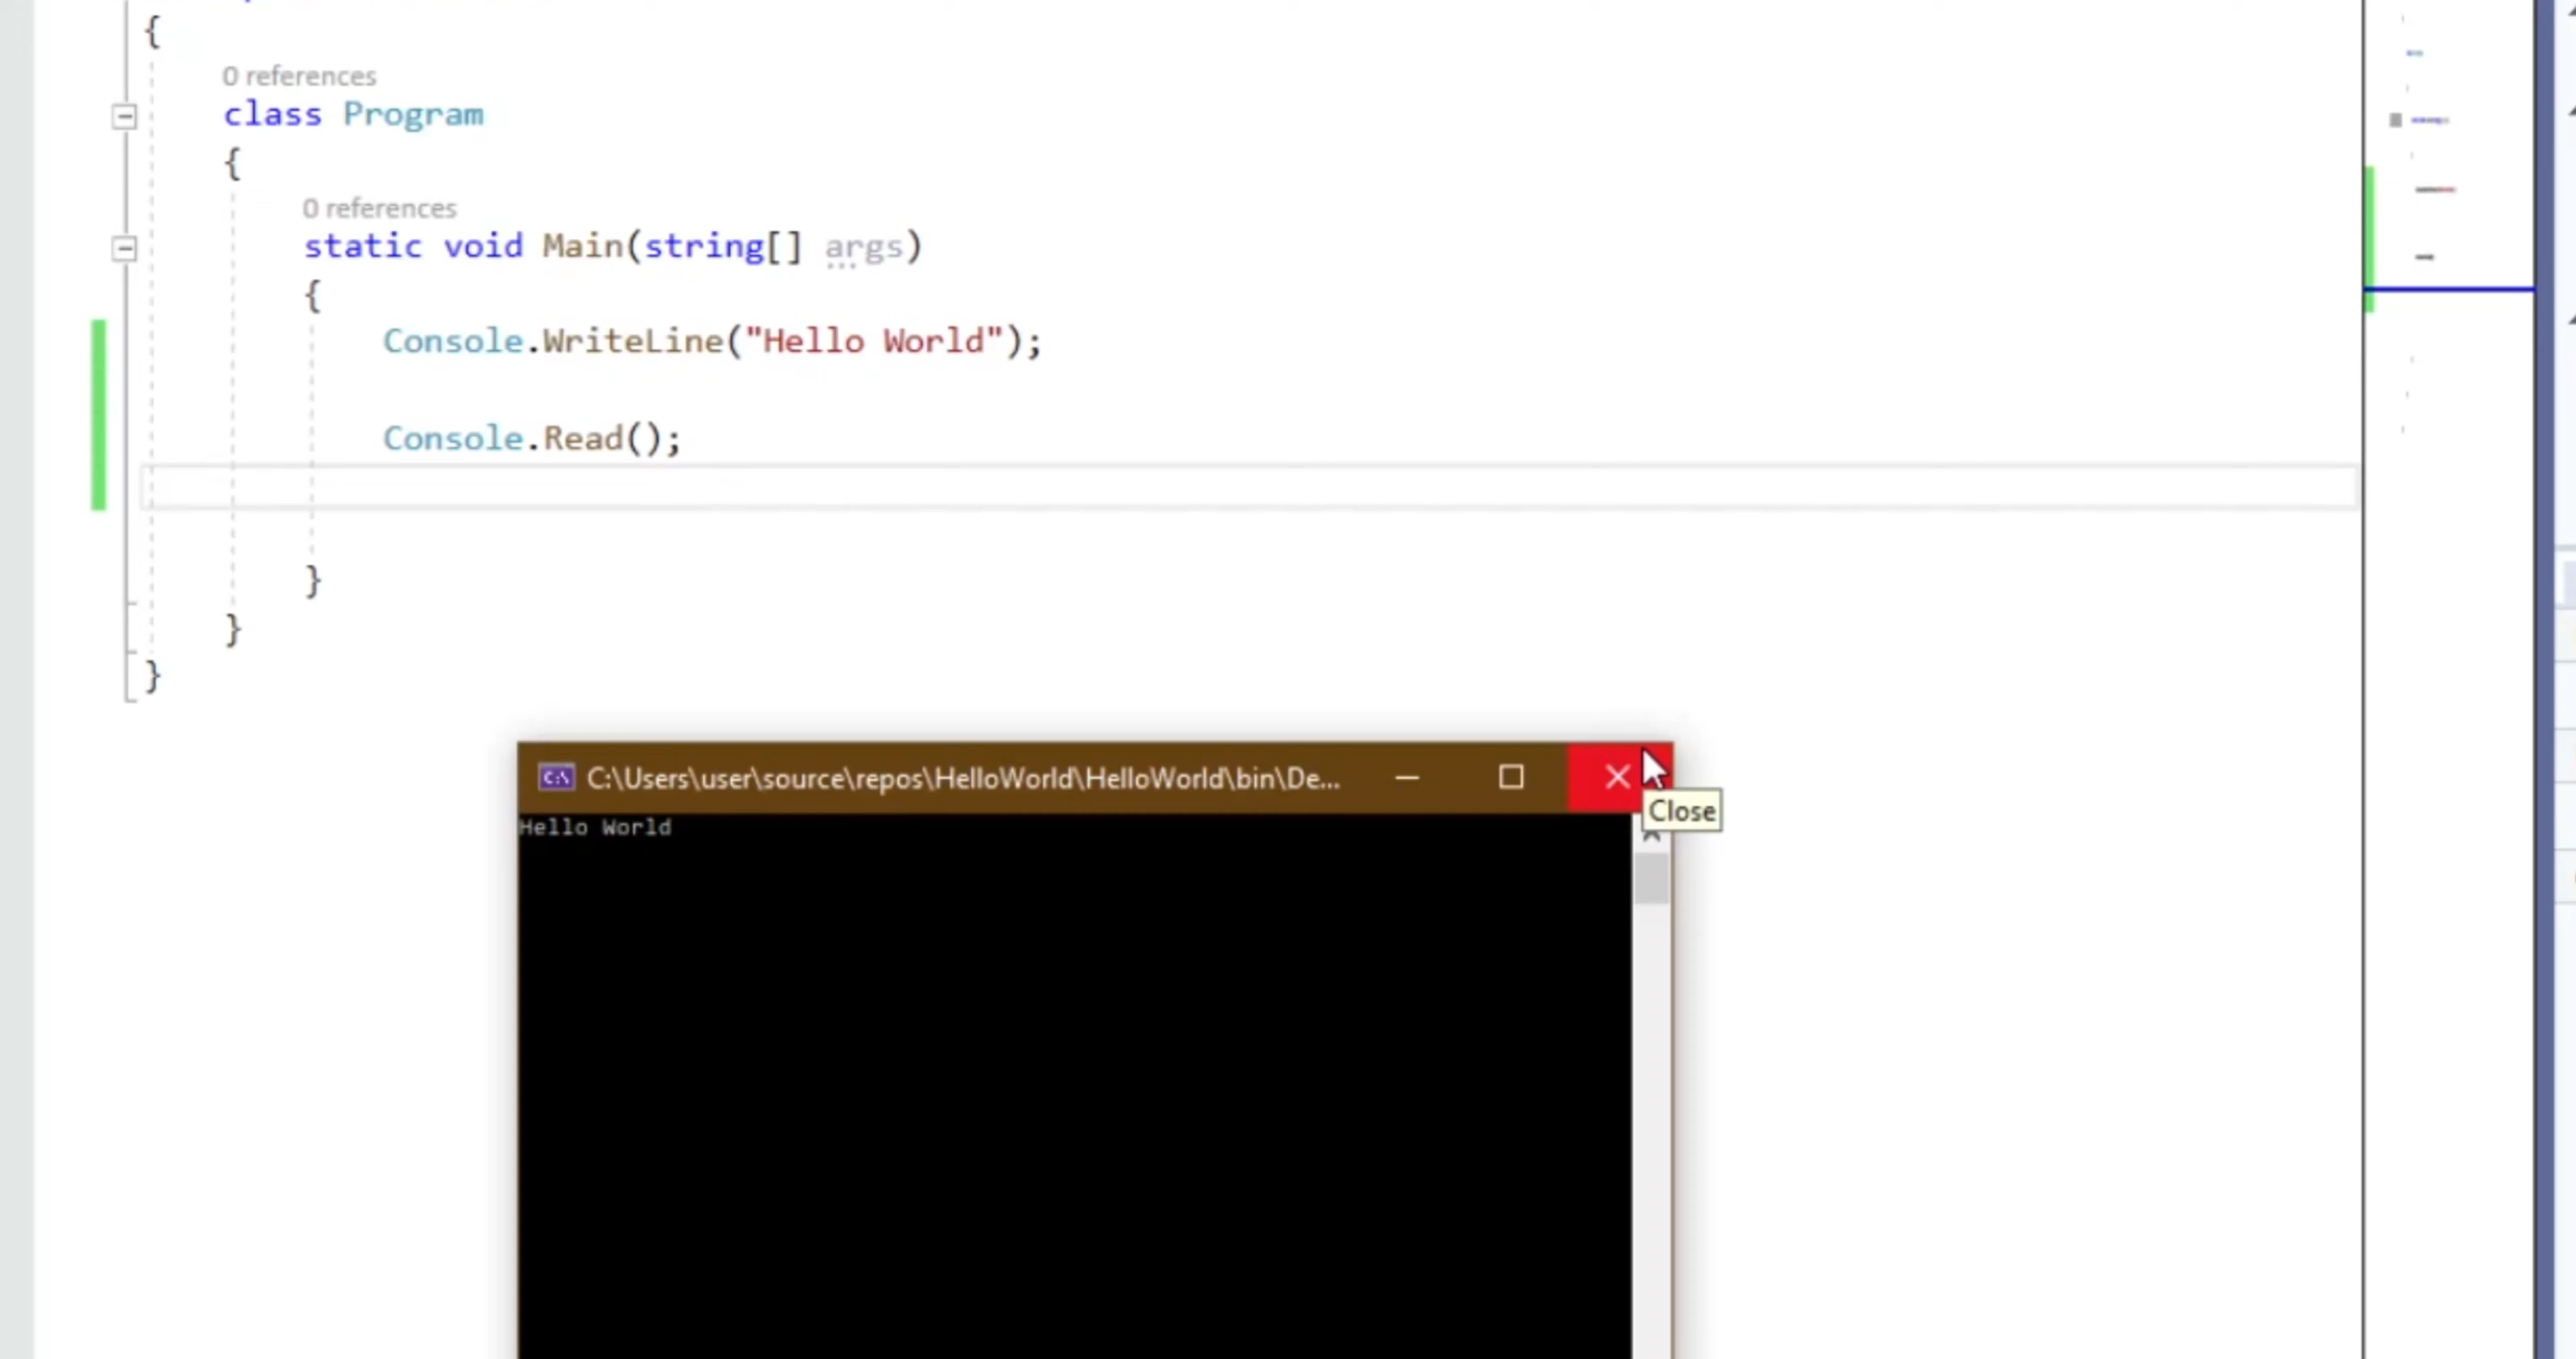 {
0 references
class Program
{
0 references
static void Main(string[] args)
{
Console.WriteLine("Hello World");
Console.Read();
}
}
}
C:\Users\user\source\repos\HelloWorld\HelloWorld\bin\De...
Close
Hello World